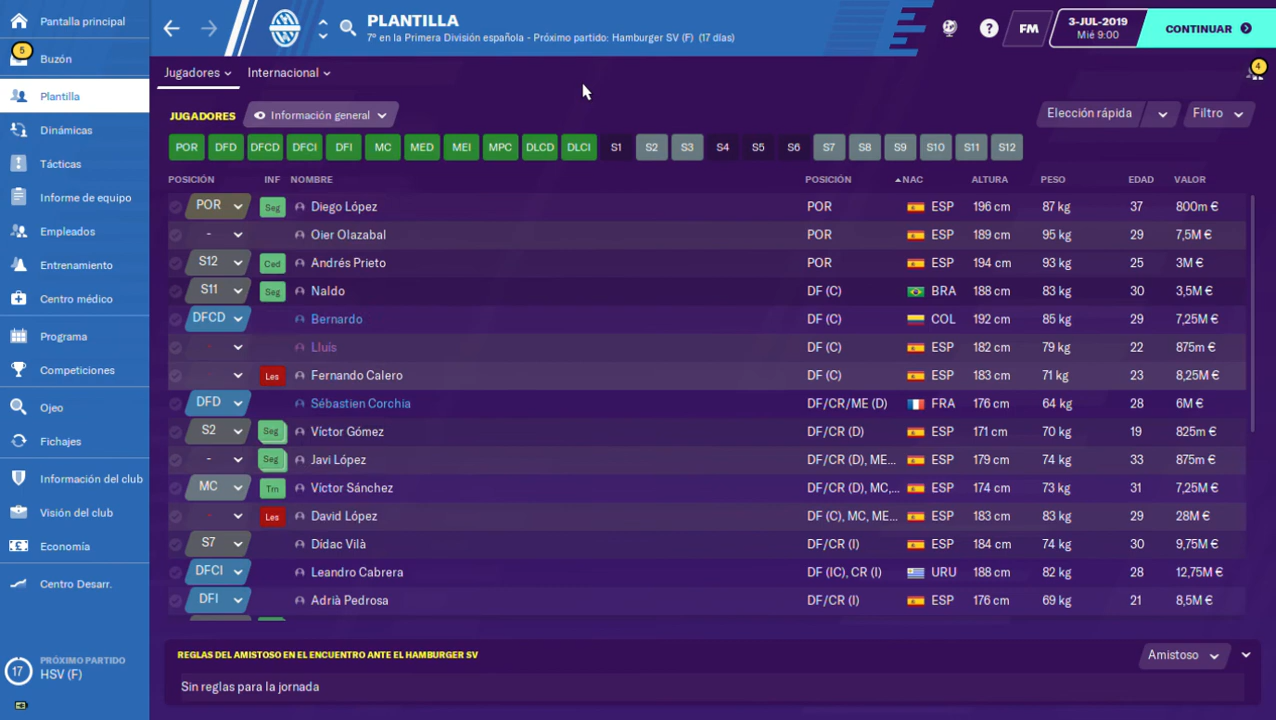 Pantalla principal
5
Buzón
Plantilla
Dinámicas
Tácticas
Informe de equipo
Empleados
Entrenamiento
Centro médico
Programa
Competiciones
Ojeo
Fichajes
Información del club
Visión del club
Economía
Centro Desarr.
17
PRÓXIMO PARTIDO
HSV (F)
PLANTILLA
7º en la Primera División española - Próximo partido: Hamburger SV (F) (17 días)
?
FM
3-JUL-2019
Mié 9:00
CONTINUAR
Jugadores Internacional
4
JUGADORES Información general Elección rápida Filtro
POR DFD DFCD DFCI DFI MC MED MEI MPC DLCD DLCI S1 S2 S3 S4 S5 S6 S7 S8 S9 S10 S11 S12
POSICIÓN INF NOMBRE POSICIÓN NAC ALTURA PESO EDAD VALOR
POR Seg Diego López POR ESP 196 cm 87 kg 37 800m €
- Oier Olazabal POR ESP 189 cm 95 kg 29 7,5M €
S12 Ced Andrés Prieto POR ESP 194 cm 93 kg 25 3M €
S11 Seg Naldo DF (C) BRA 188 cm 83 kg 30 3,5M €
DFCD Bernardo DF (C) COL 192 cm 85 kg 29 7,25M €
- Lluís DF (C) ESP 182 cm 79 kg 22 875m €
Les Fernando Calero DF (C) ESP 183 cm 71 kg 23 8,25M €
DFD Sébastien Corchia DF/CR/ME (D) FRA 176 cm 64 kg 28 6M €
S2 Seg Víctor Gómez DF/CR (D) ESP 171 cm 70 kg 19 825m €
- Seg Javi López DF/CR (D), ME... ESP 179 cm 74 kg 33 875m €
MC Trn Víctor Sánchez DF/CR (D), MC,... ESP 174 cm 73 kg 31 7,25M €
- Les David López DF (C), MC, ME... ESP 183 cm 83 kg 29 28M €
S7 Dídac Vilà DF/CR (I) ESP 184 cm 74 kg 30 9,75M €
DFCI Leandro Cabrera DF (IC), CR (I) URU 188 cm 82 kg 28 12,75M €
DFI Adrià Pedrosa DF/CR (I) ESP 176 cm 69 kg 21 8,5M €
REGLAS DEL AMISTOSO EN EL ENCUENTRO ANTE EL HAMBURGER SV Amistoso
Sin reglas para la jornada